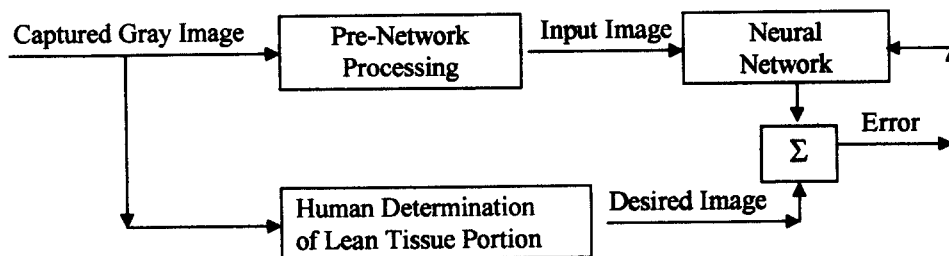 Captured Gray Image
Pre-Network
Processing
Input Image
Neural
Network
Σ
Error
Human Determination
of Lean Tissue Portion
Desired Image